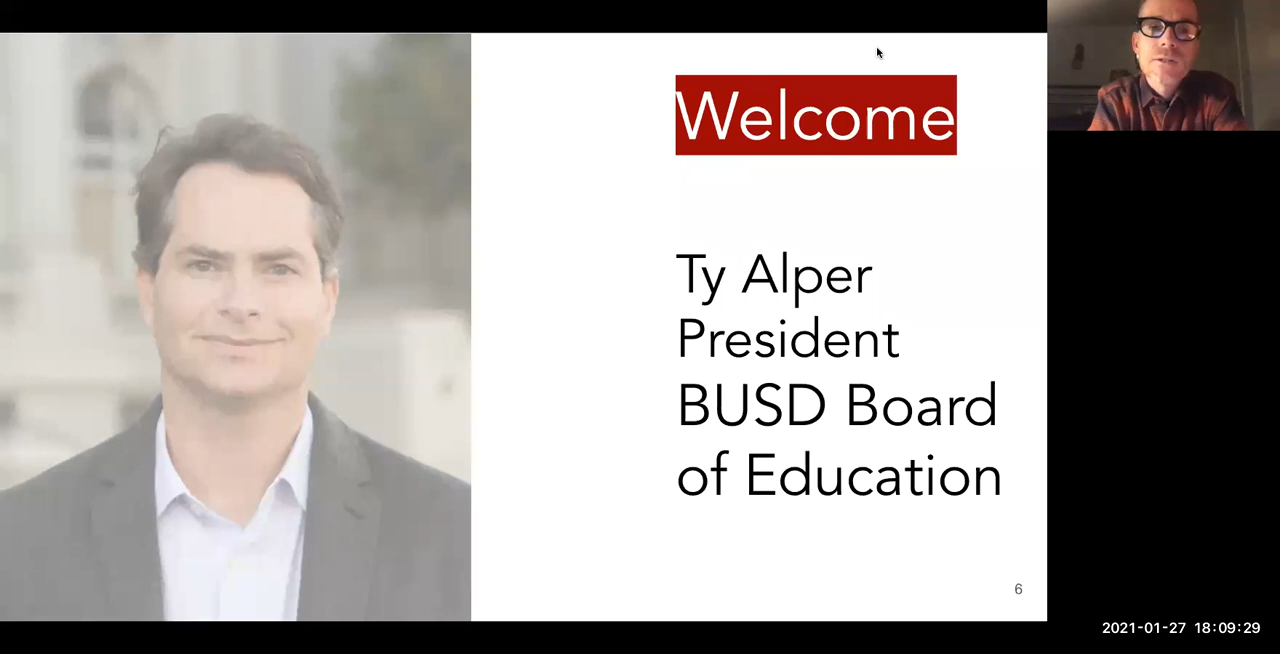 Welcome
Ty Alper
President
BUSD Board
of Education
6
2021-01-27 18:09:29